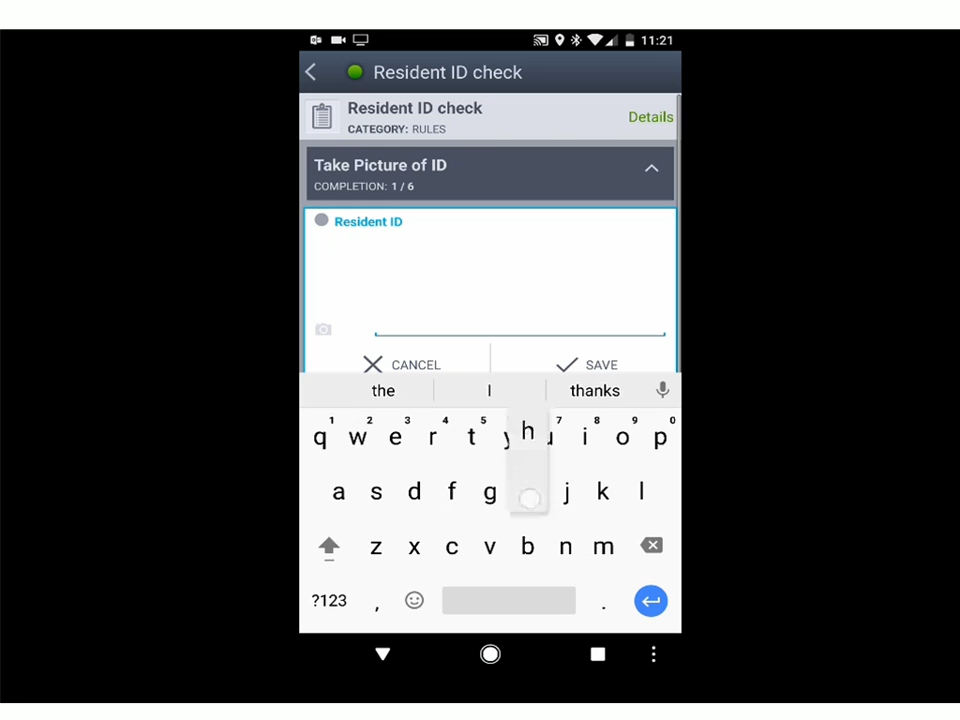 11:21
Resident ID check
Resident ID check
Details
CATEGORY: RULES
Take Picture of ID
COMPLETION: 1 / 6
Resident ID
CANCEL SAVE
the I thanks
1 2 3 4 5 7 8 9 0
q w e r t y h u i o p
a s d f g j k l
z x c v b n m
?123 , .